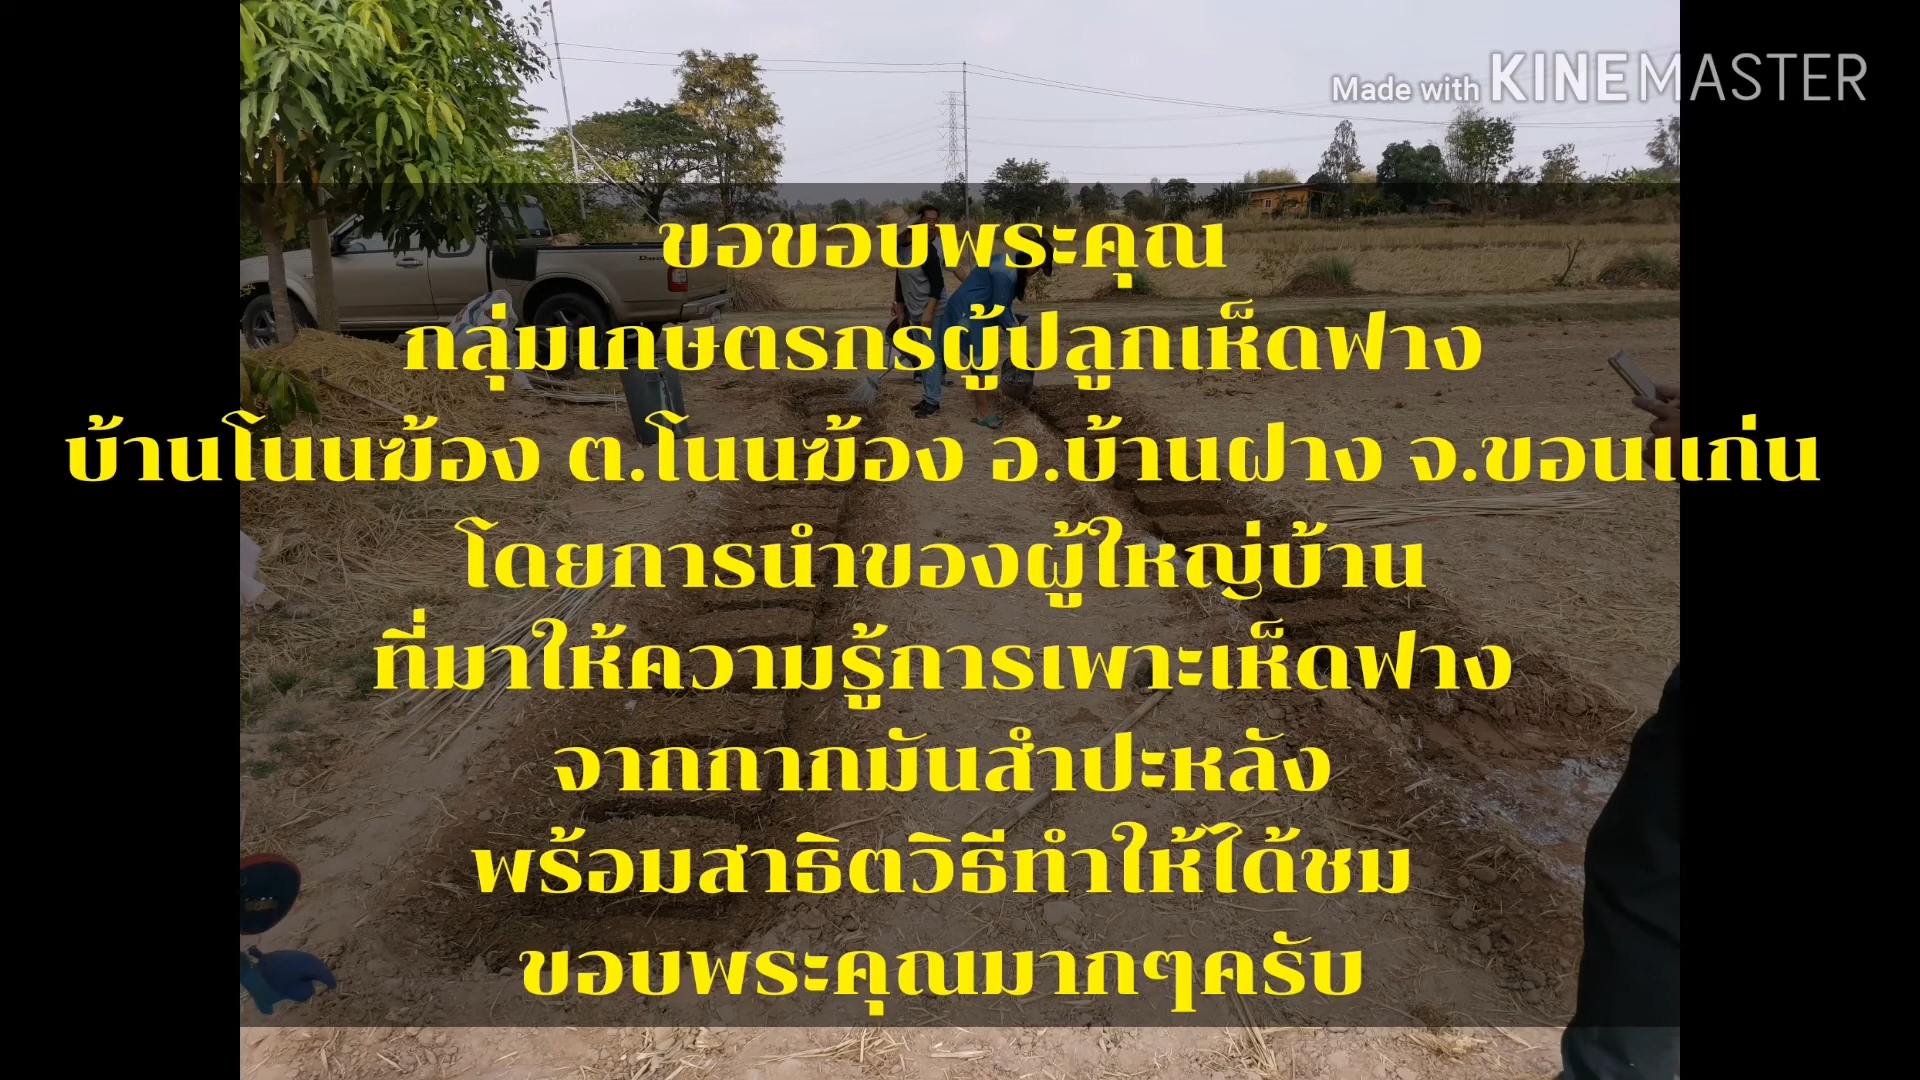 Made with KINEMASTER
ขอขอบพระคุณ
กลุ่มเกษตรกรผู้ปลูกเห็ดฟาง
บ้านโนนฆ้อง ต.โนนฆ้อง อ.บ้านฝาง จ.ขอนแก่น
โดยการนำของผู้ใหญ่บ้าน
ที่มาให้ความรู้การเพาะเห็ดฟาง
จากกากมันสำปะหลัง
พร้อมสาธิตวิธีทำให้ได้ชม
ขอบพระคุณมากๆครับ